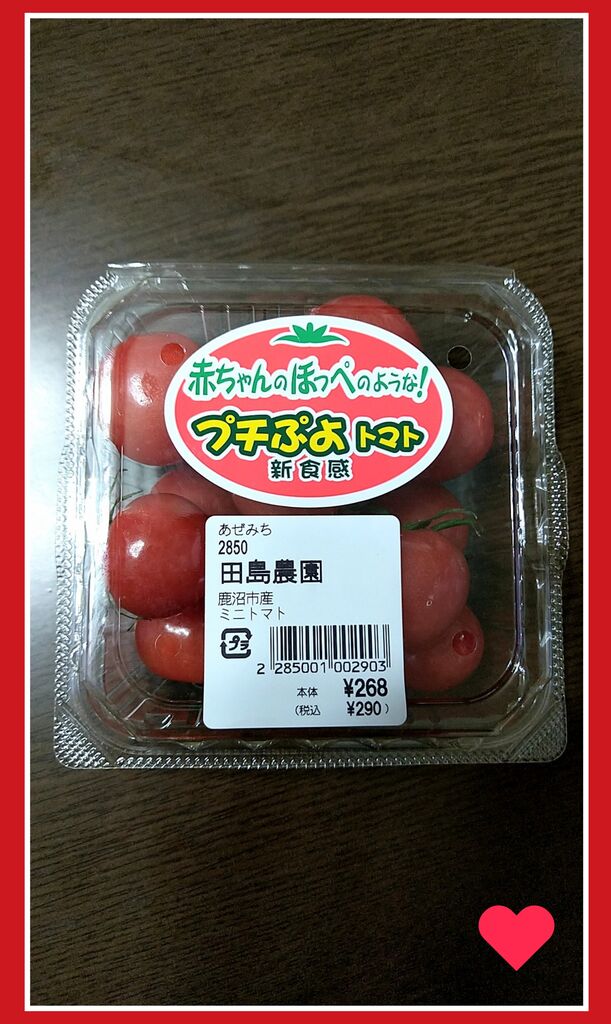 赤ちゃんのほっぺのような!
プチぷよトマト
新食感
あぜみち
2850
田島農園
鹿沼市産
ミニトマト
プラ
2 285001 002903
本体 ¥268
(税込 ¥290)